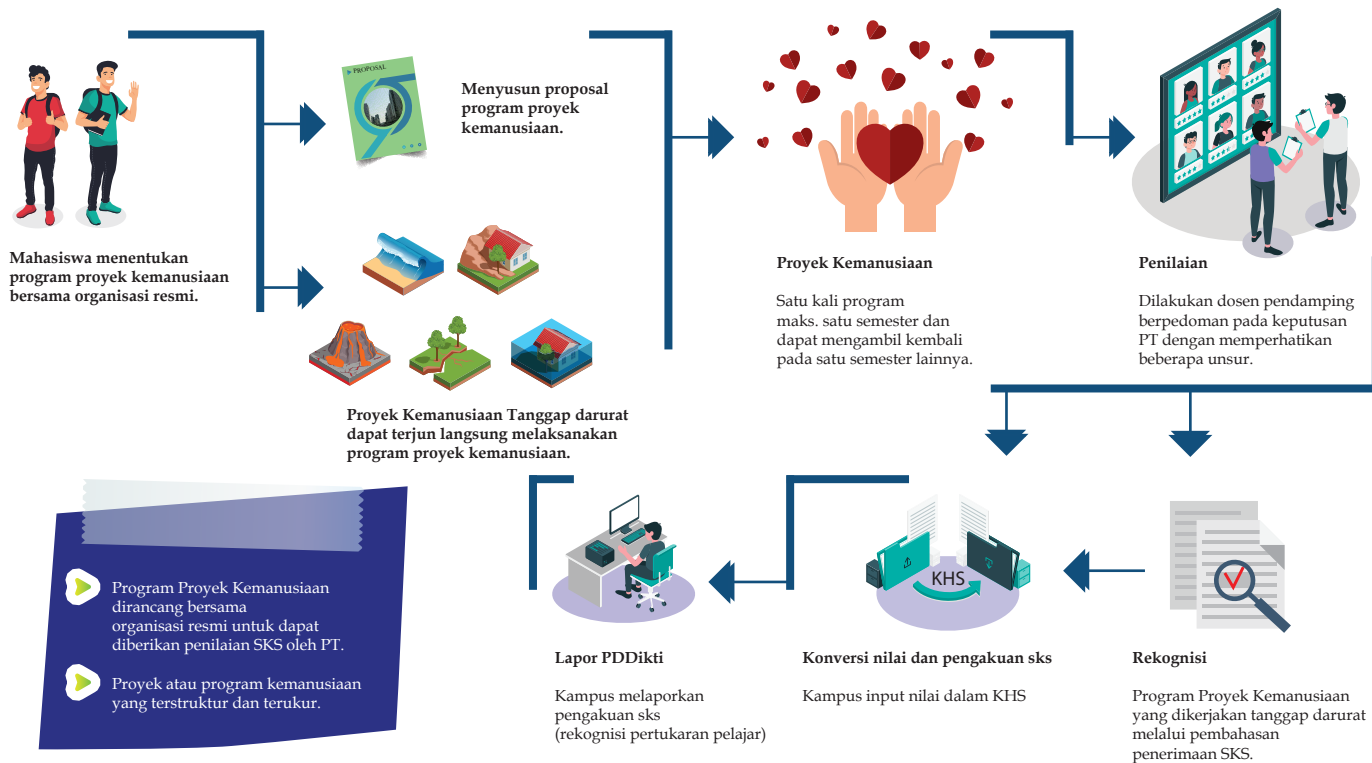 Mahasiswa menentukan
program proyek kemanusiaan
bersama organisasi resmi.
PROPOSAL
Menyusun proposal
program proyek
kemanusiaan.
Proyek Kemanusiaan Tanggap darurat
dapat terjun langsung melaksanakan
program proyek kemanusiaan.
Proyek Kemanusiaan
Satu kali program
maks. satu semester dan
dapat mengambil kembali
pada satu semester lainnya.
Penilaian
Dilakukan dosen pendamping
berpedoman pada keputusan
PT dengan memperhatikan
beberapa unsur.
Rekognisi
Program Proyek Kemanusiaan
yang dikerjakan tanggap darurat
melalui pembahasan
penerimaan SKS.
KHS
Konversi nilai dan pengakuan sks
Kampus input nilai dalam KHS
Lapor PDDikti
Kampus melaporkan
pengakuan sks
(rekognisi pertukaran pelajar)
Program Proyek Kemanusiaan
dirancang bersama
organisasi resmi untuk dapat
diberikan penilaian SKS oleh PT.
Proyek atau program kemanusiaan
yang terstruktur dan terukur.